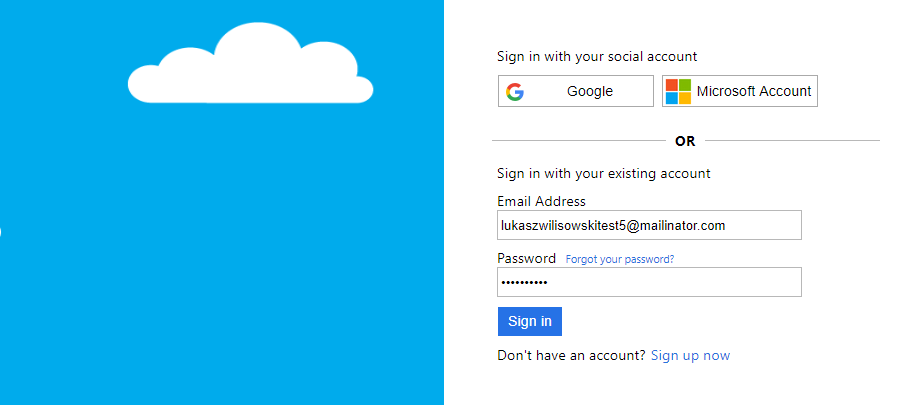 Sign in with your social account
Google
Microsoft Account
OR
Sign in with your existing account
Email Address
lukaszwilisowskitest5@mailinator.com
Password Forgot your password?
••••••••••
Sign in
Don't have an account? Sign up now